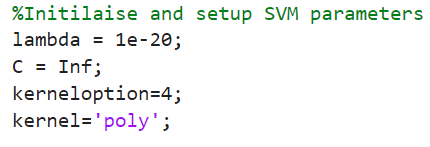 %Initilaise and setup SVM parameters
lambda = 1e-20;
C = Inf;
kerneloption=4;
kernel='poly';